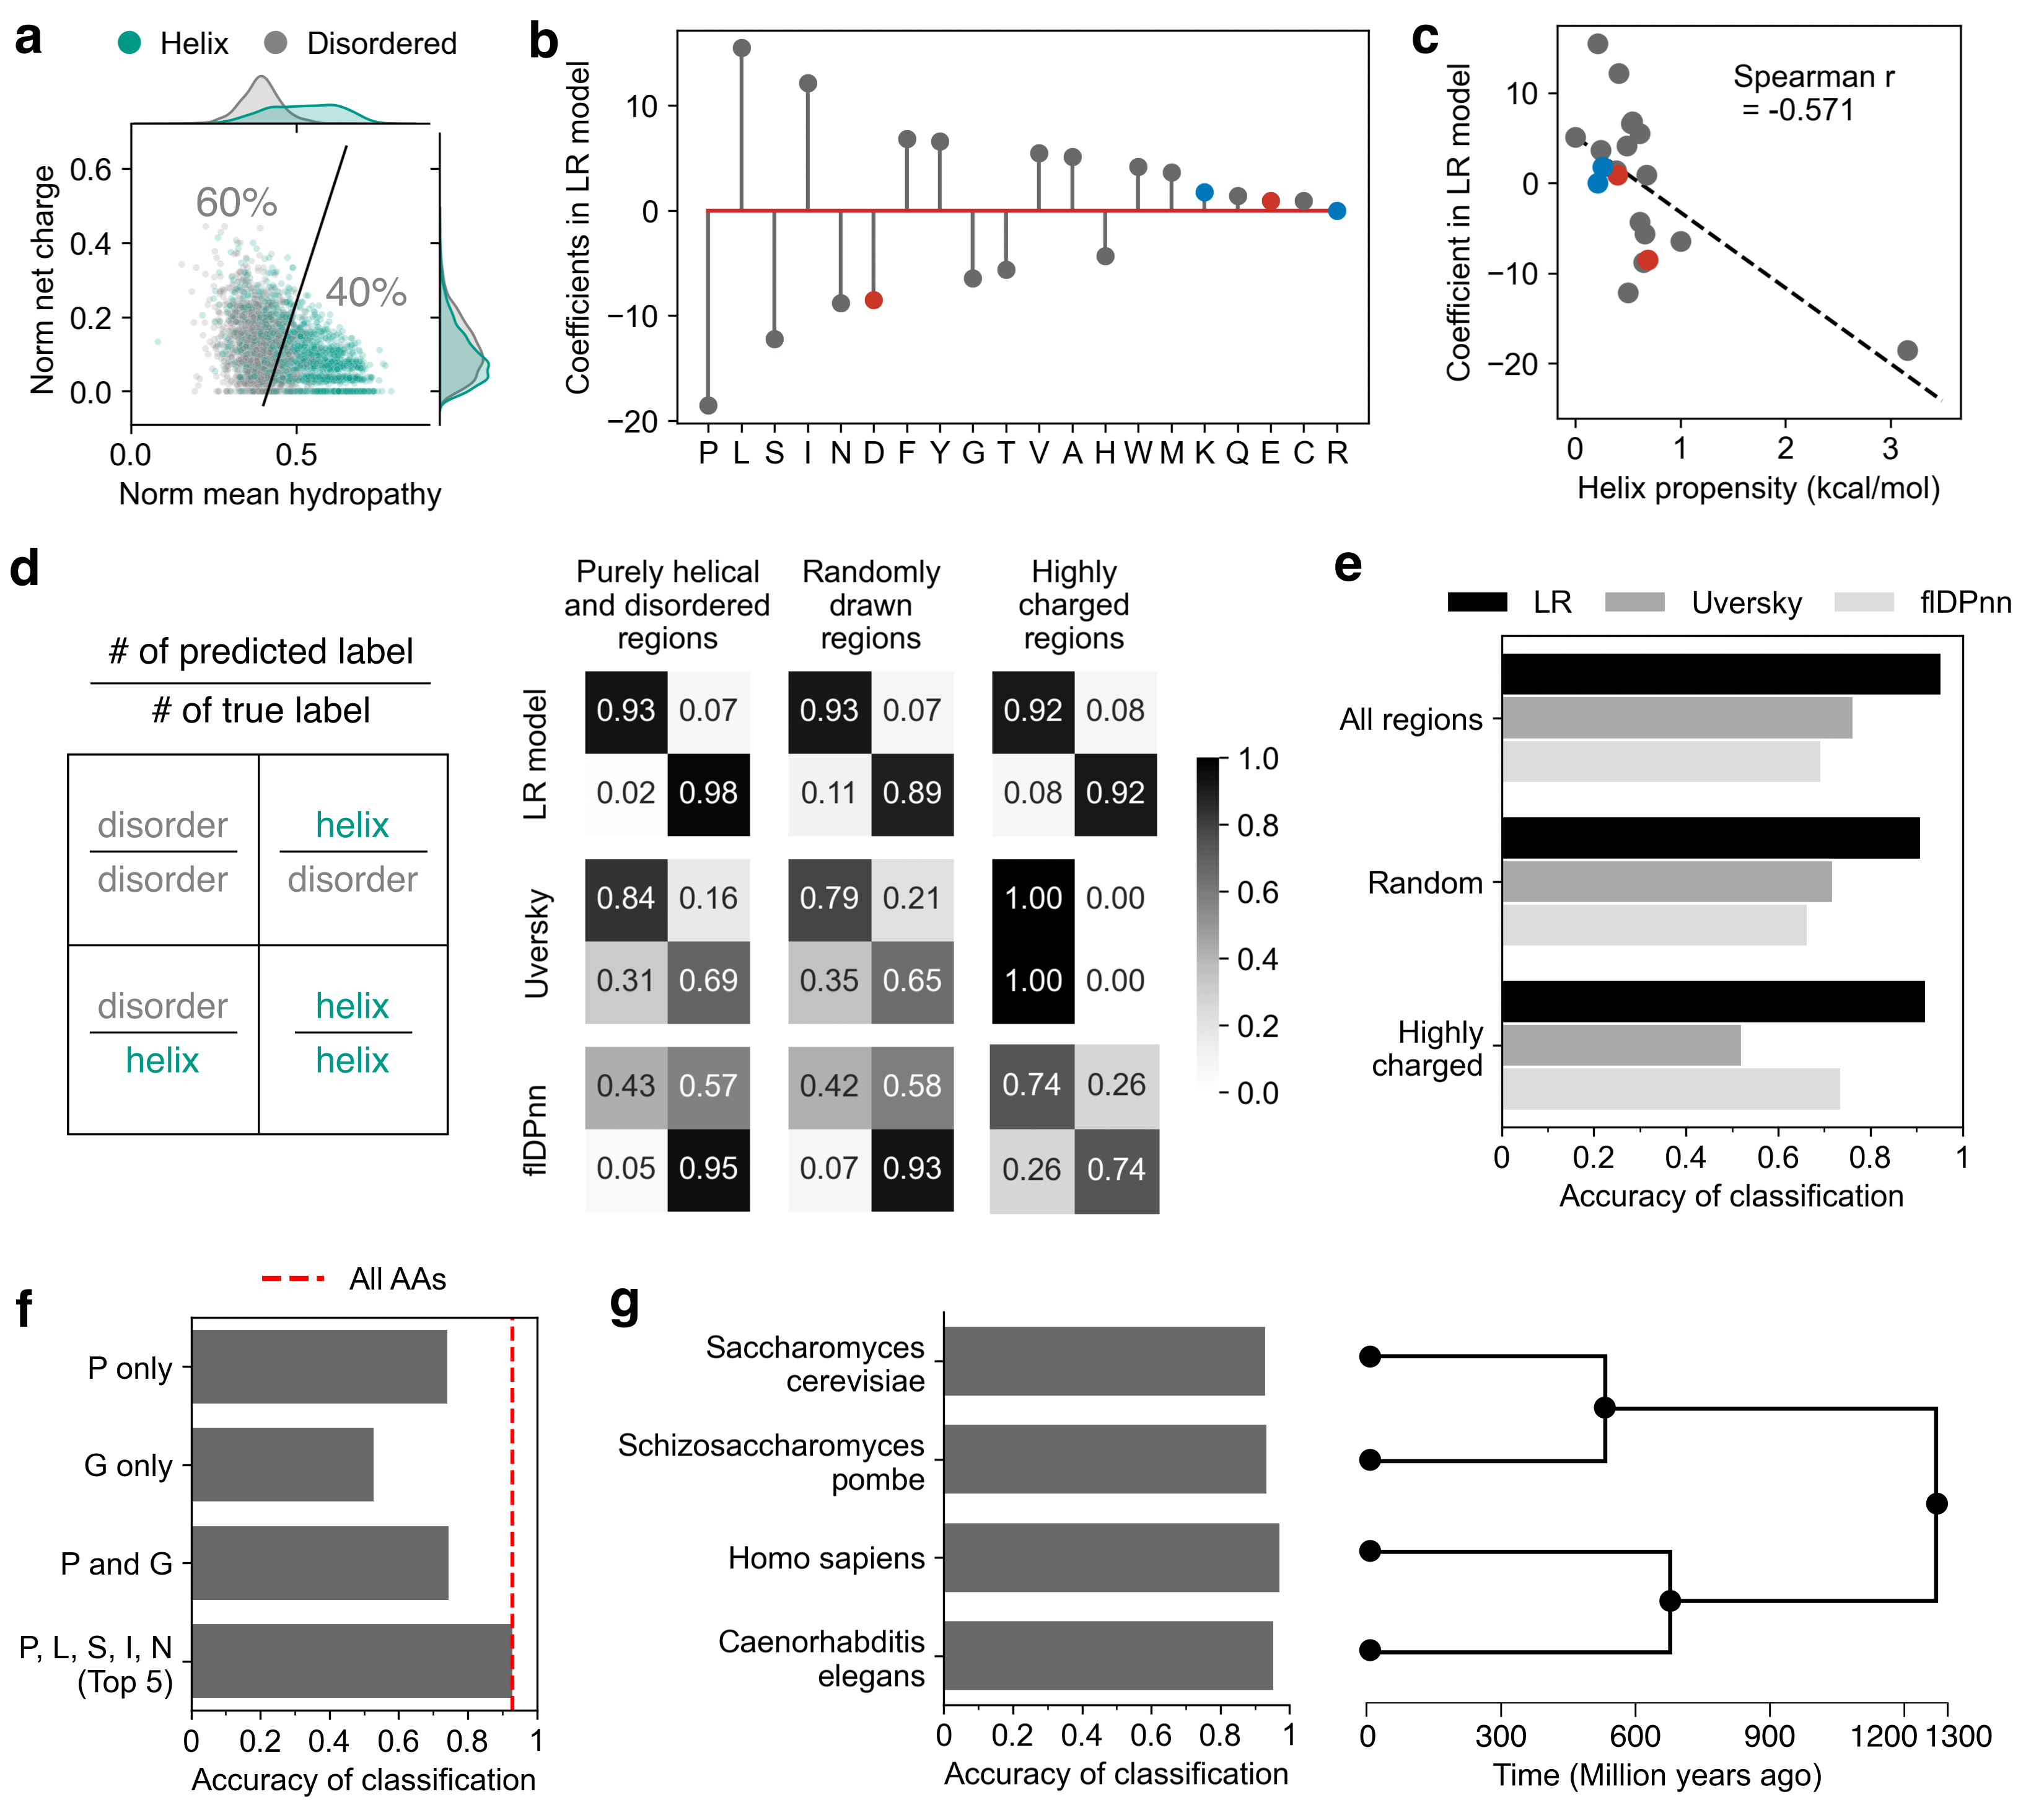 a
Helix
Disordered
Norm net charge
0.6
0.4
0.2
0.0
60%
40%
0.0
0.5
Norm mean hydropathy
b
Coefficients in LR model
10
0
−10
−20
P L S I N D F Y G T V A H W M K Q E C R
c
Coefficient in LR model
10
0
−10
−20
Spearman r
= -0.571
0 1 2 3
Helix propensity (kcal/mol)
d
# of predicted label
# of true label
disorder
disorder
helix
disorder
disorder
helix
helix
helix
Purely helical
and disordered
regions
Randomly
drawn
regions
Highly
charged
regions
LR model
0.93 0.07
0.02 0.98
0.93 0.07
0.11 0.89
0.92 0.08
0.08 0.92
Uversky
0.84 0.16
0.31 0.69
0.79 0.21
0.35 0.65
1.00 0.00
1.00 0.00
flDPnn
0.43 0.57
0.05 0.95
0.42 0.58
0.07 0.93
0.74 0.26
0.26 0.74
1.0
0.8
0.6
0.4
0.2
0.0
e
LR
Uversky
flDPnn
All regions
Random
Highly
charged
0 0.2 0.4 0.6 0.8 1
Accuracy of classification
f
All AAs
P only
G only
P and G
P, L, S, I, N
(Top 5)
0 0.2 0.4 0.6 0.8 1
Accuracy of classification
g
Saccharomyces
cerevisiae
Schizosaccharomyces
pombe
Homo sapiens
Caenorhabditis
elegans
0 0.2 0.4 0.6 0.8 1
Accuracy of classification
0 300 600 900 1200 1300
Time (Million years ago)